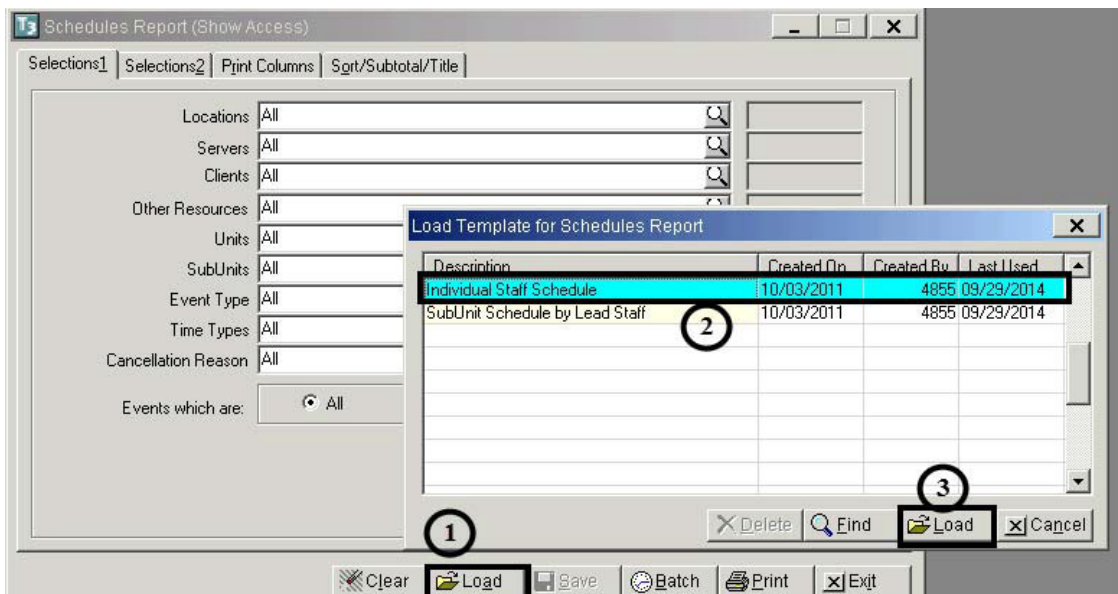 T3 Schedules Report (Show Access)
Selections1 Selections2 Print Columns Sort/Subtotal/Title
Locations All
Servers All
Clients All
Other Resources All
Units All
SubUnits All
Event Type All
Time Types All
Cancellation Reason All
Events which are: All
Load Template for Schedules Report
Description Created On Created By Last Used
Individual Staff Schedule 10/03/2011 4855 09/29/2014
SubUnit Schedule by Lead Staff 10/03/2011 4855 09/29/2014
2
3
Delete Find Load Cancel
1
Clear Load Save Batch Print Exit